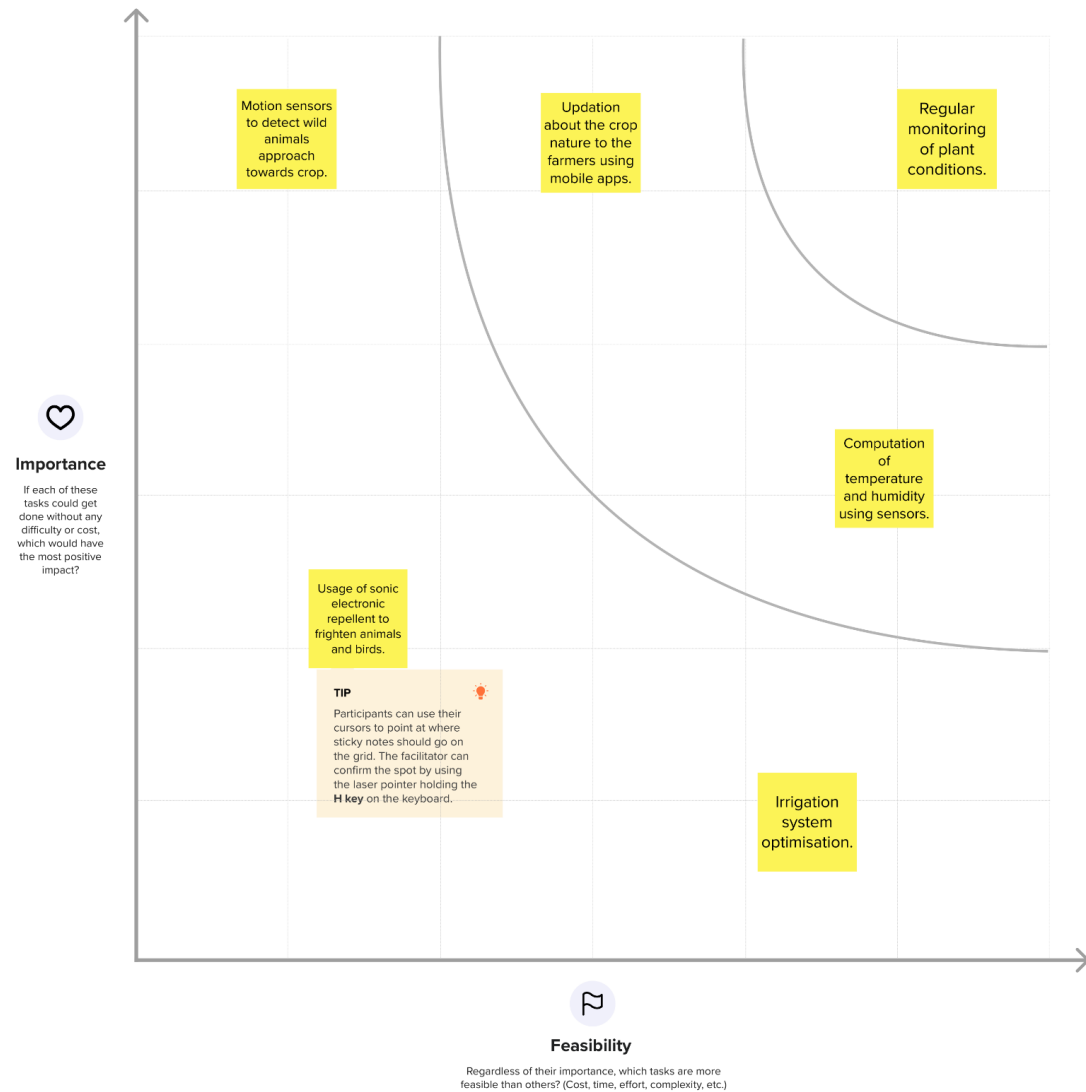 Motion sensors
to detect wild
animals
approach
towards crop.
Updation
about the crop
nature to the
farmers using
mobile apps.
Regular
monitoring
of plant
conditions.
Importance
If each of these
tasks could get
done without any
difficulty or cost,
which would have
the most positive
impact?
Computation
of
temperature
and humidity
using sensors.
Usage of sonic
electronic
repellent to
frighten animals
and birds.
TIP
Participants can use their
cursors to point at where
sticky notes should go on
the grid. The facilitator can
confirm the spot by using
the laser pointer holding the
H key on the keyboard.
Irrigation
system
optimisation.
Feasibility
Regardless of their importance, which tasks are more
feasible than others? (Cost, time, effort, complexity, etc.)